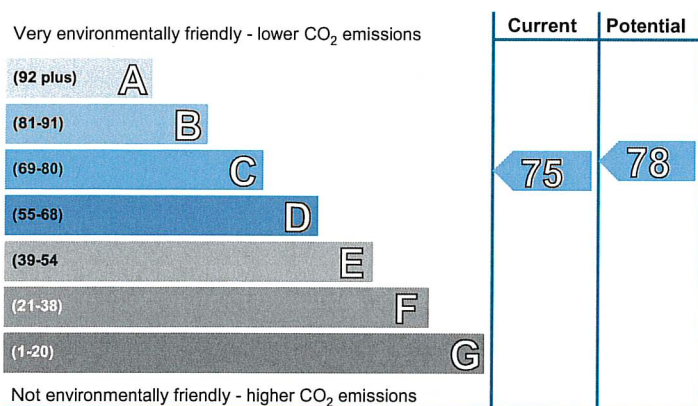 Very environmentally friendly - lower CO₂ emissions
Current
Potential
(92 plus) A
(81-91) B
(69-80) C
75
78
(55-68) D
(39-54 E
(21-38) F
(1-20) G
Not environmentally friendly - higher CO₂ emissions